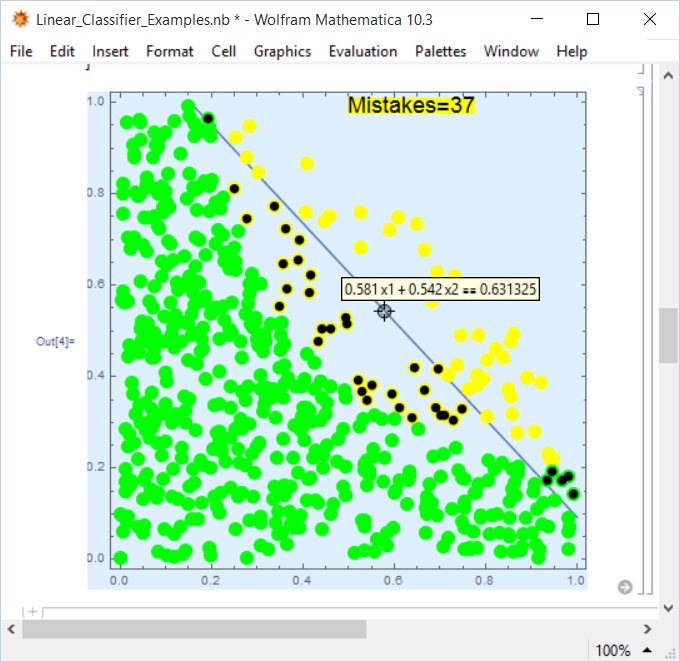 Linear_Classifier_Examples.nb * - Wolfram Mathematica 10.3
File Edit Insert Format Cell Graphics Evaluation Palettes Window Help
Mistakes=37
1.0
0.8
0.6
0.4
0.2
0.0
0.581 x1 + 0.542 x2 == 0.631325
Out[4]=
0.0 0.2 0.4 0.6 0.8 1.0
100%